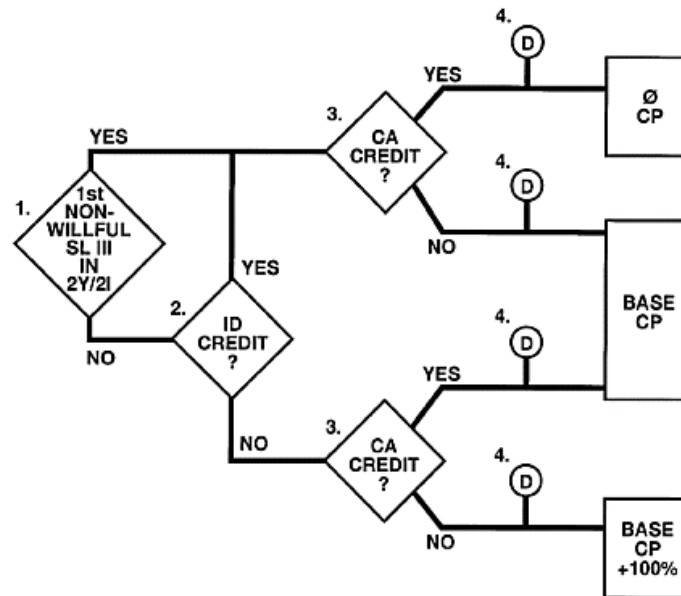 4.
D
YES
Ø
CP
3.
CA
CREDIT
?
YES
1.
1st
NON-
WILLFUL
SL III
IN
2Y/2I
4.
D
NO
YES
2.
ID
CREDIT
?
NO
BASE
CP
4.
D
YES
3.
CA
CREDIT
?
NO
4.
D
NO
BASE
CP
+100%